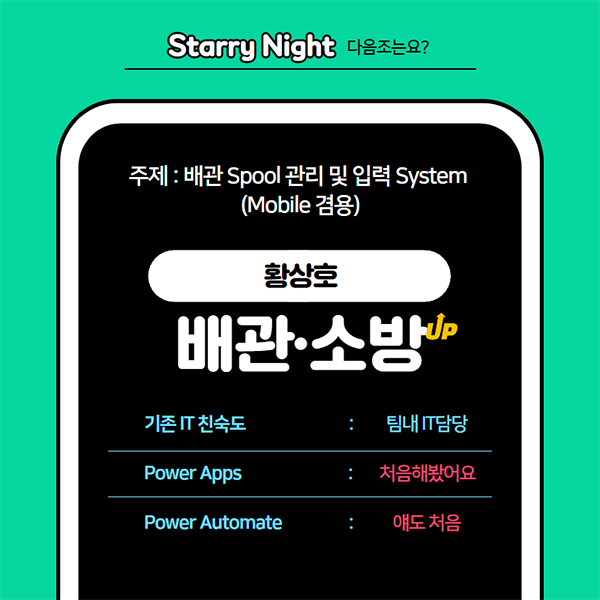 Starry Night 다음조는요?
주제 : 배관 Spool 관리 및 입력 System
(Mobile 겸용)
황상호
배관·소방 UP
기존 IT 친숙도 : 팀내 IT담당
Power Apps : 처음해봤어요
Power Automate : 얘도 처음